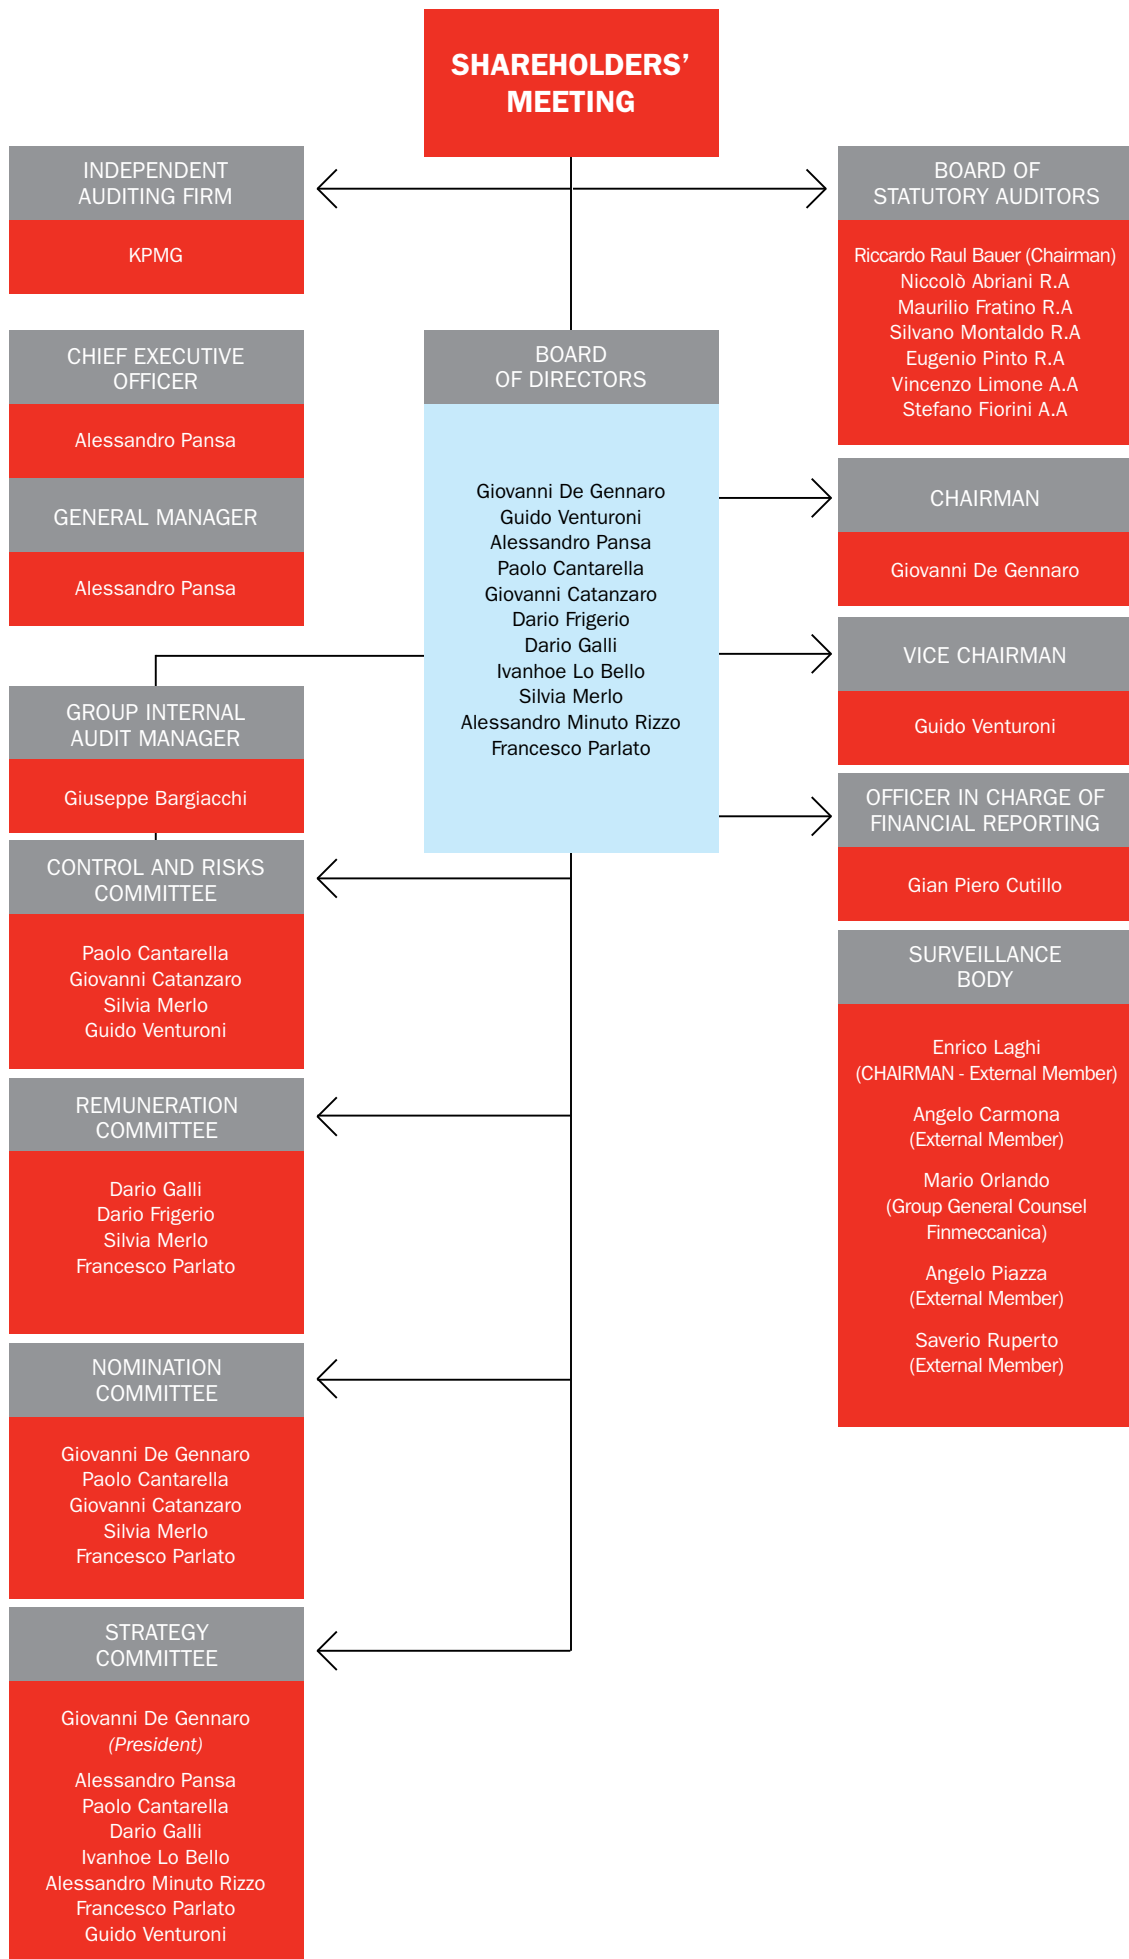 SHAREHOLDERS’
MEETING
INDEPENDENT
AUDITING FIRM
KPMG
BOARD OF
STATUTORY AUDITORS
Riccardo Raul Bauer (Chairman)
Niccolò Abriani R.A
Maurilio Fratino R.A
Silvano Montaldo R.A
Eugenio Pinto R.A
Vincenzo Limone A.A
Stefano Fiorini A.A
CHIEF EXECUTIVE
OFFICER
Alessandro Pansa
GENERAL MANAGER
Alessandro Pansa
BOARD
OF DIRECTORS
Giovanni De Gennaro
Guido Venturoni
Alessandro Pansa
Paolo Cantarella
Giovanni Catanzaro
Dario Frigerio
Dario Galli
Ivanhoe Lo Bello
Silvia Merlo
Alessandro Minuto Rizzo
Francesco Parlato
CHAIRMAN
Giovanni De Gennaro
VICE CHAIRMAN
Guido Venturoni
GROUP INTERNAL
AUDIT MANAGER
Giuseppe Bargiacchi
OFFICER IN CHARGE OF
FINANCIAL REPORTING
Gian Piero Cutillo
CONTROL AND RISKS
COMMITTEE
Paolo Cantarella
Giovanni Catanzaro
Silvia Merlo
Guido Venturoni
SURVEILLANCE
BODY
Enrico Laghi
(CHAIRMAN - External Member)
Angelo Carmona
(External Member)
Mario Orlando
(Group General Counsel
Finmeccanica)
Angelo Piazza
(External Member)
Saverio Ruperto
(External Member)
REMUNERATION
COMMITTEE
Dario Galli
Dario Frigerio
Silvia Merlo
Francesco Parlato
NOMINATION
COMMITTEE
Giovanni De Gennaro
Paolo Cantarella
Giovanni Catanzaro
Silvia Merlo
Francesco Parlato
STRATEGY
COMMITTEE
Giovanni De Gennaro
(President)
Alessandro Pansa
Paolo Cantarella
Dario Galli
Ivanhoe Lo Bello
Alessandro Minuto Rizzo
Francesco Parlato
Guido Venturoni